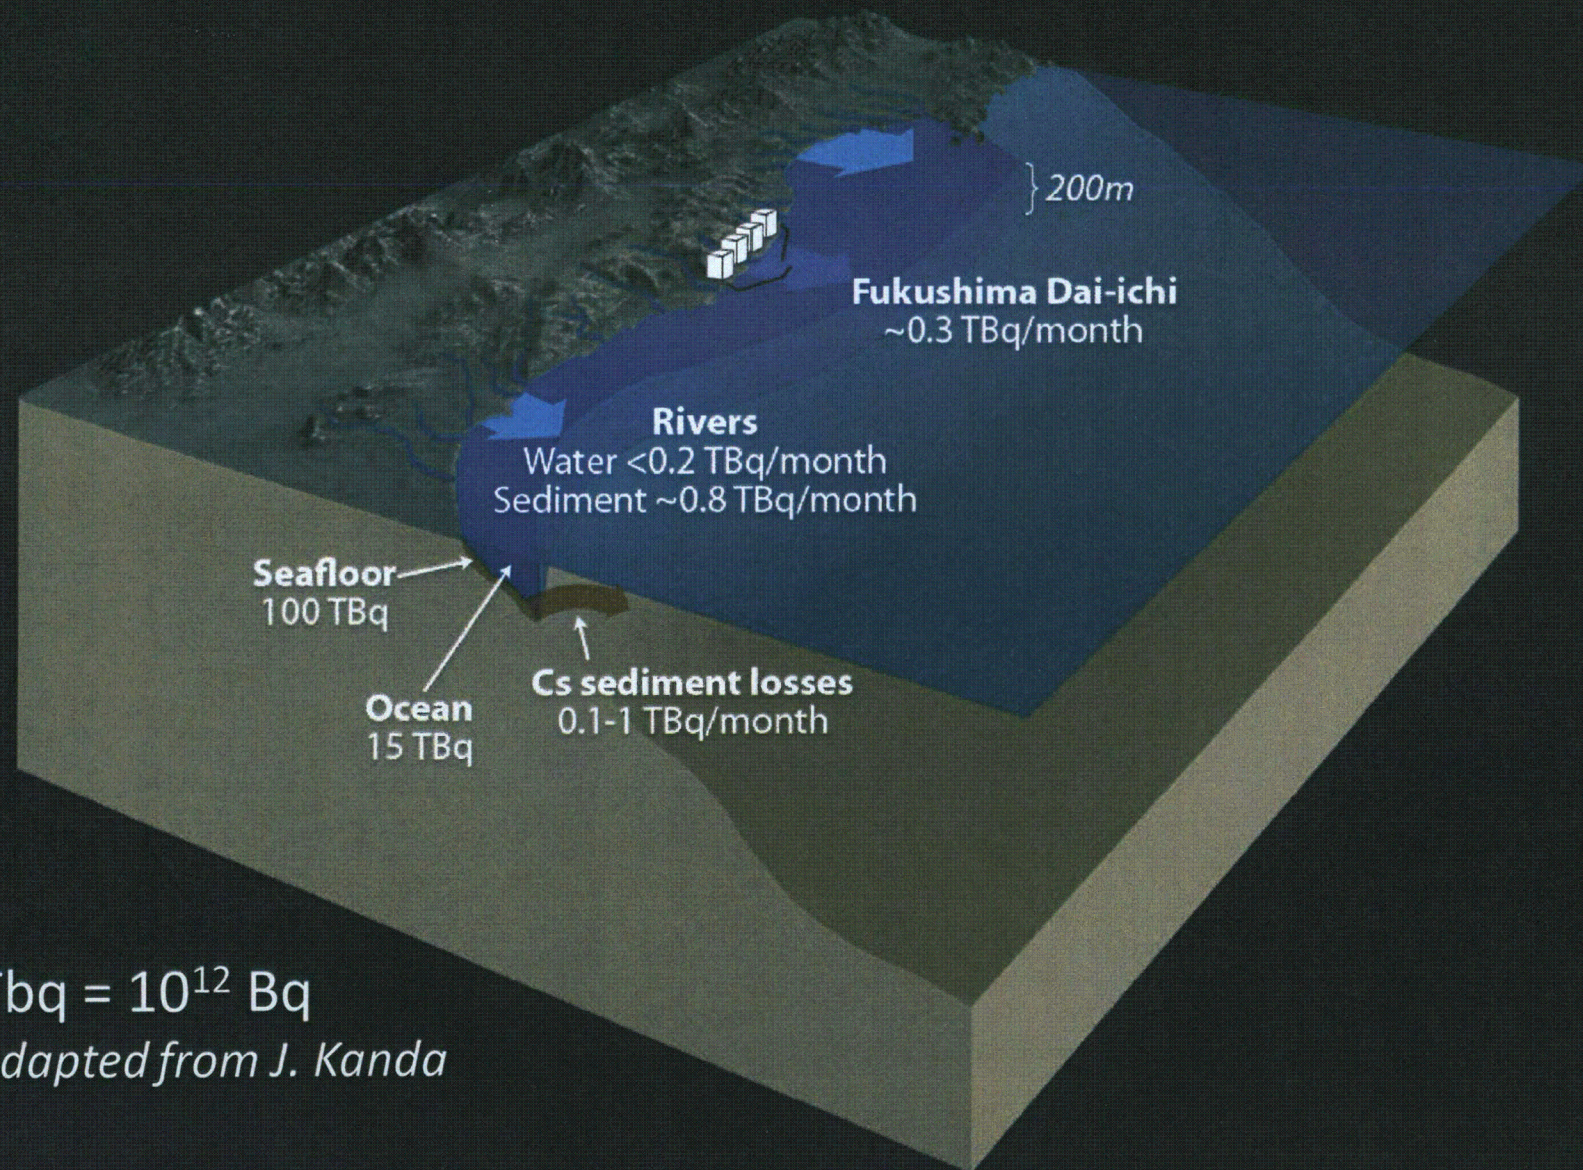 200m
Fukushima Dai-ichi
~0.3 TBq/month
Rivers
Water <0.2 TBq/month
Sediment ~0.8 TBq/month
Seafloor
100 TBq
Cs sediment losses
0.1-1 TBq/month
Ocean
15 TBq
bq = 10¹² Bq
dapted from J. Kanda